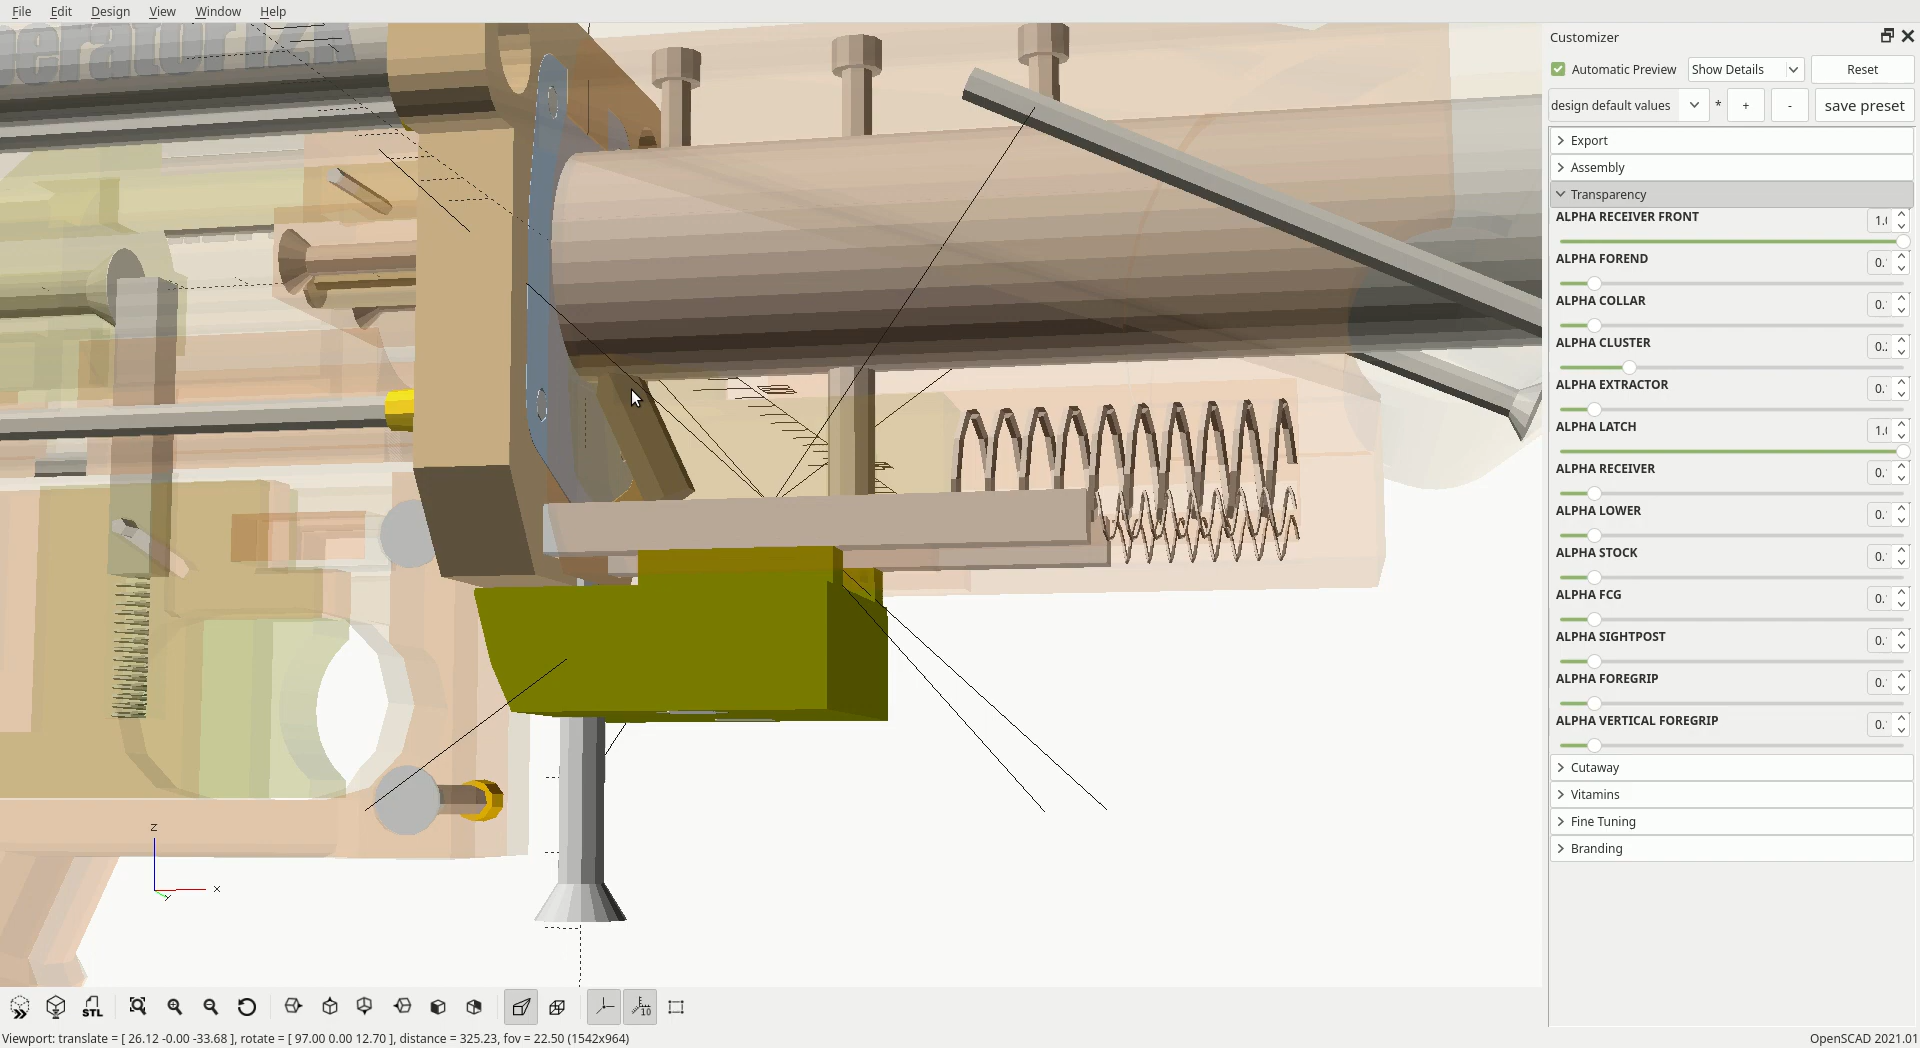 File Edit Design View Window Help
Customizer
Automatic Preview Show Details Reset
design default values * + - save preset
Export
Assembly
Transparency
ALPHA RECEIVER FRONT
ALPHA FOREND
ALPHA COLLAR
ALPHA CLUSTER
ALPHA EXTRACTOR
ALPHA LATCH
ALPHA RECEIVER
ALPHA LOWER
ALPHA STOCK
ALPHA FCG
ALPHA SIGHTPOST
ALPHA FOREGRIP
ALPHA VERTICAL FOREGRIP
Cutaway
Vitamins
Fine Tuning
Branding
z
x
y
STL
10
Viewport: translate = [ 26.12 -0.00 -33.68 ], rotate = [ 97.00 0.00 12.70 ], distance = 325.23, fov = 22.50 (1542x964)
OpenSCAD 2021.01